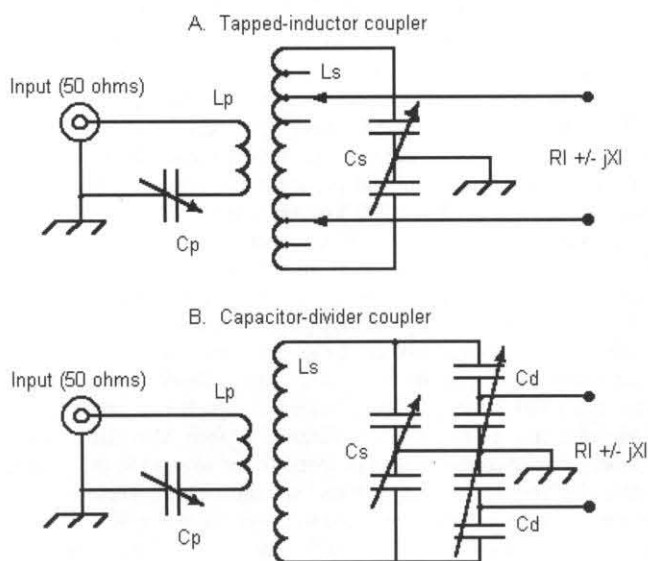 A. Tapped-inductor coupler
Input (50 ohms)
Lp
Ls
Cs
Rl +/- jXl
Cp
B. Capacitor-divider coupler
Input (50 ohms)
Lp
Ls
Cd
Cs
Rl +/- jXl
Cp
Cd